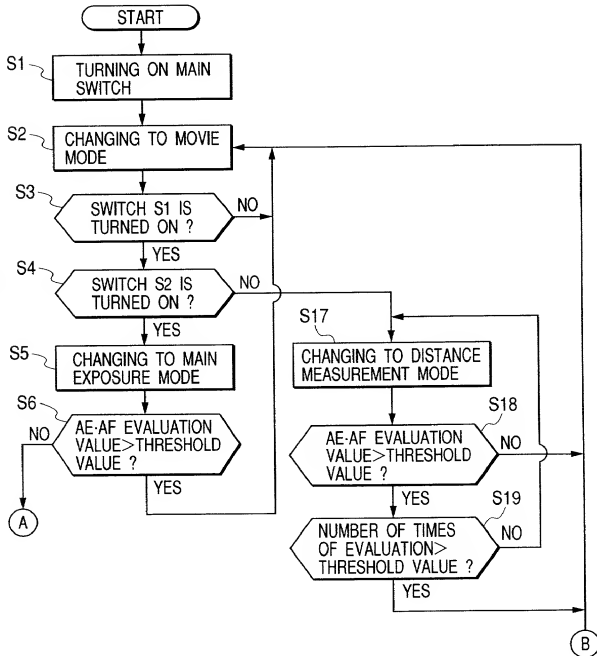 START
S1
TURNING ON MAIN
SWITCH
S2
CHANGING TO MOVIE
MODE
S3
SWITCH S1 IS
TURNED ON ?
NO
YES
S4
SWITCH S2 IS
TURNED ON ?
NO
YES
S5
CHANGING TO MAIN
EXPOSURE MODE
S6
AE·AF EVALUATION
VALUE>THRESHOLD
VALUE ?
NO
YES
A
S17
CHANGING TO DISTANCE
MEASUREMENT MODE
S18
AE·AF EVALUATION
VALUE>THRESHOLD
VALUE ?
NO
YES
S19
NUMBER OF TIMES
OF EVALUATION>
THRESHOLD VALUE ?
NO
YES
B